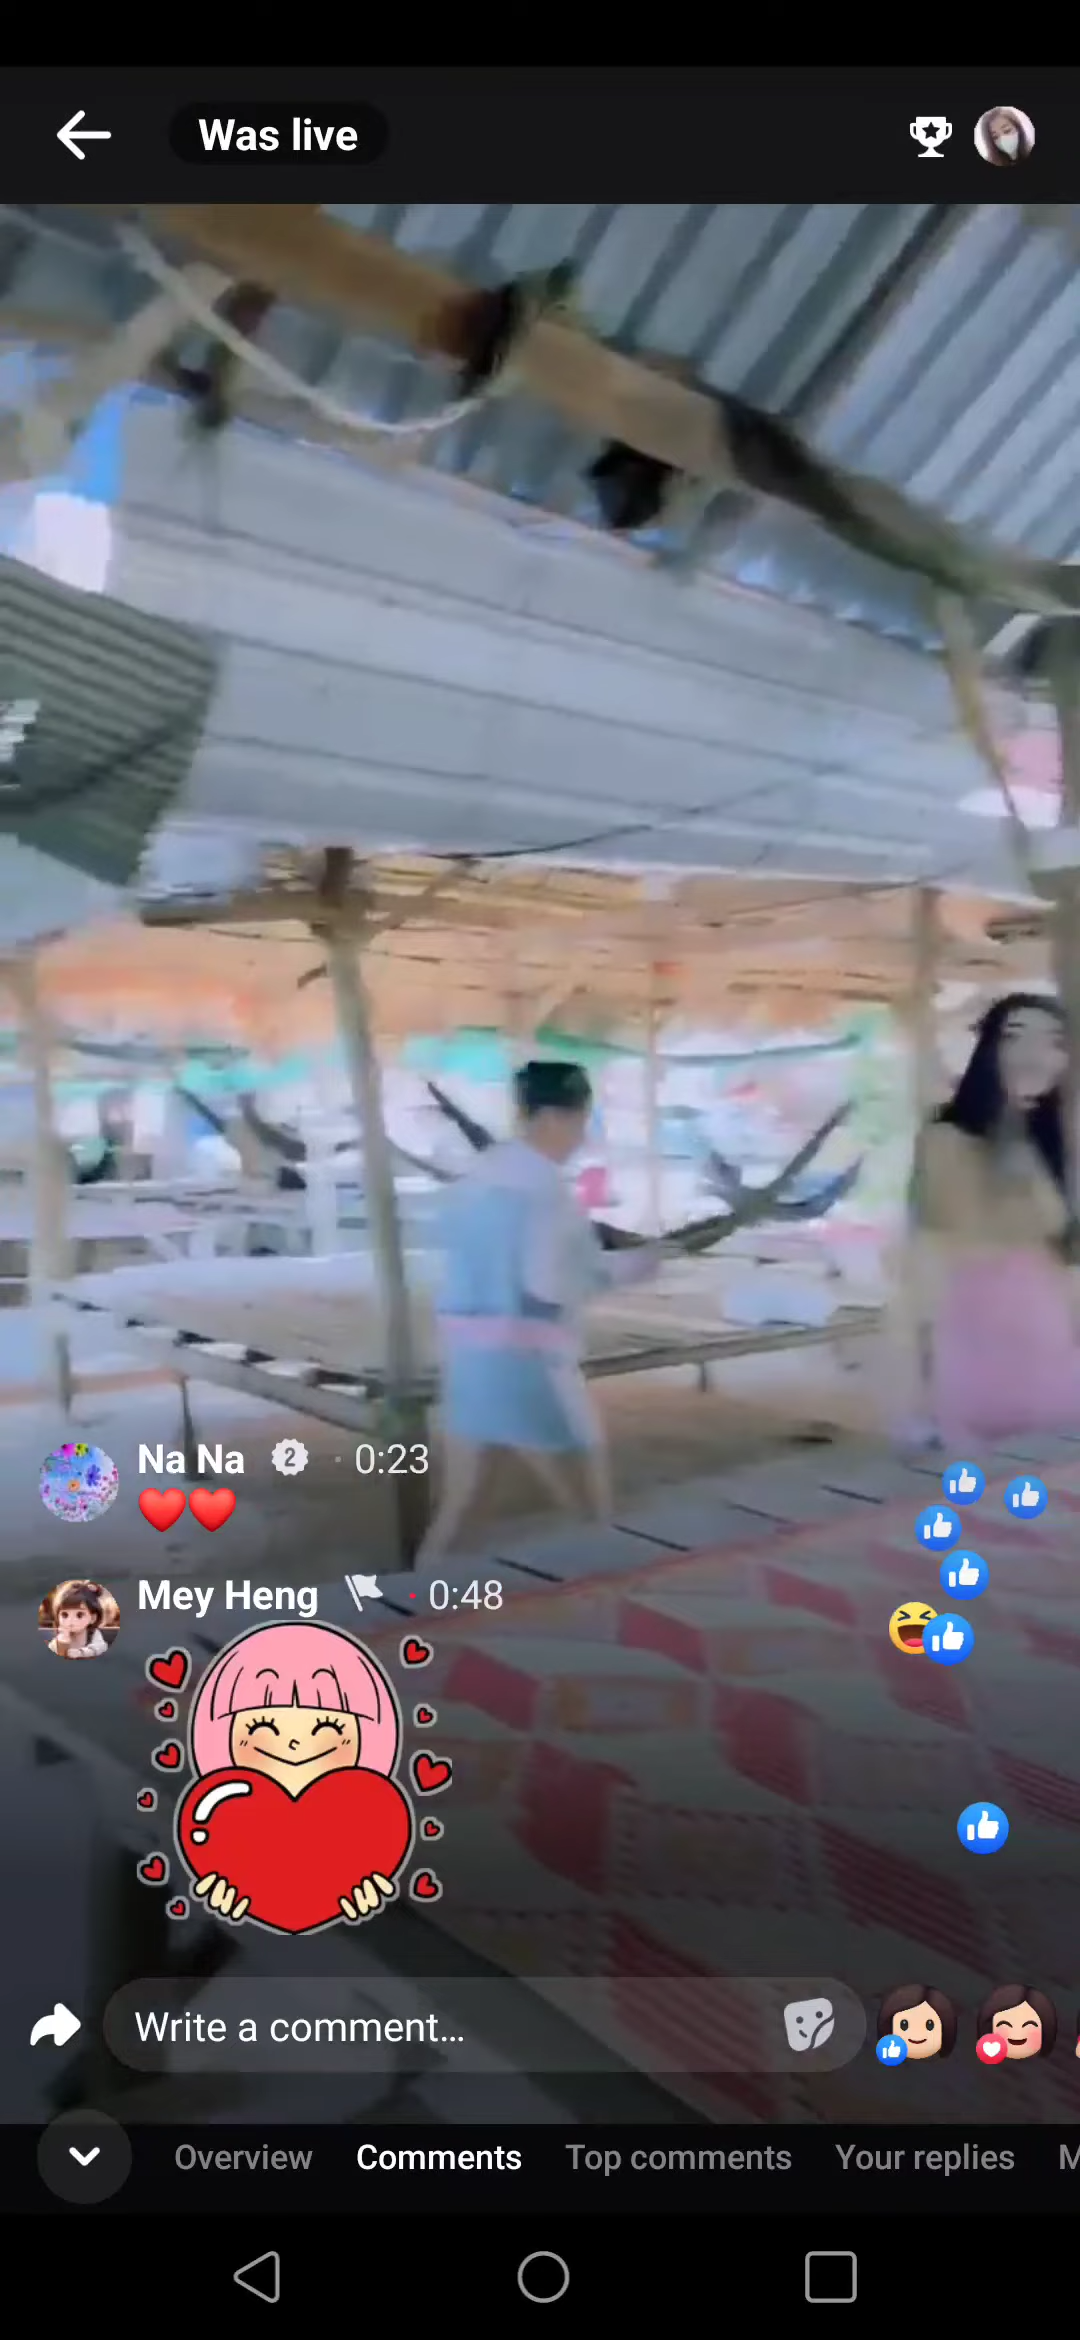 Was live
Na Na 2 · 0:23
Mey Heng · 0:48
Write a comment...
Overview Comments Top comments Your replies M